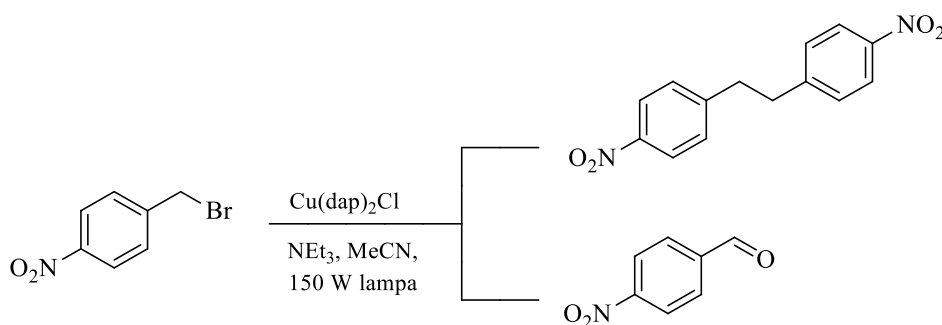 NO₂
O₂N
Br
O₂N
Cu(dap)₂Cl
NEt₃, MeCN,
150 W lampa
O
O₂N